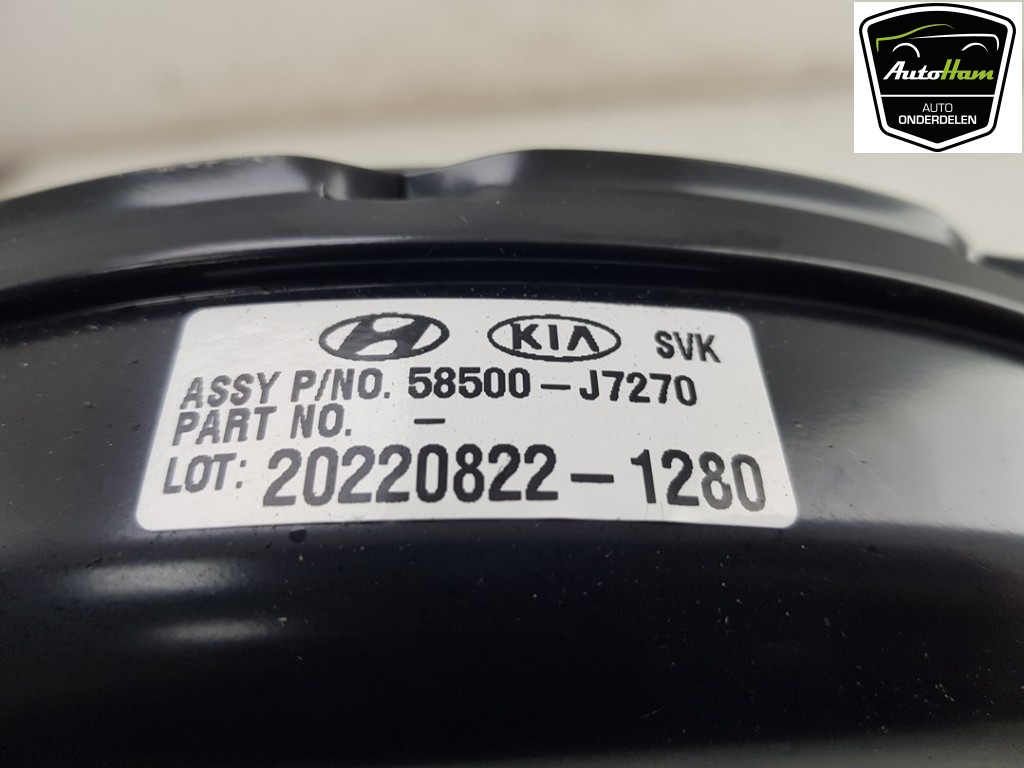 AutoHam
AUTO
ONDERDELEN
KIA SVK
ASSY P/NO. 58500-J7270
PART NO. -
LOT: 20220822-1280